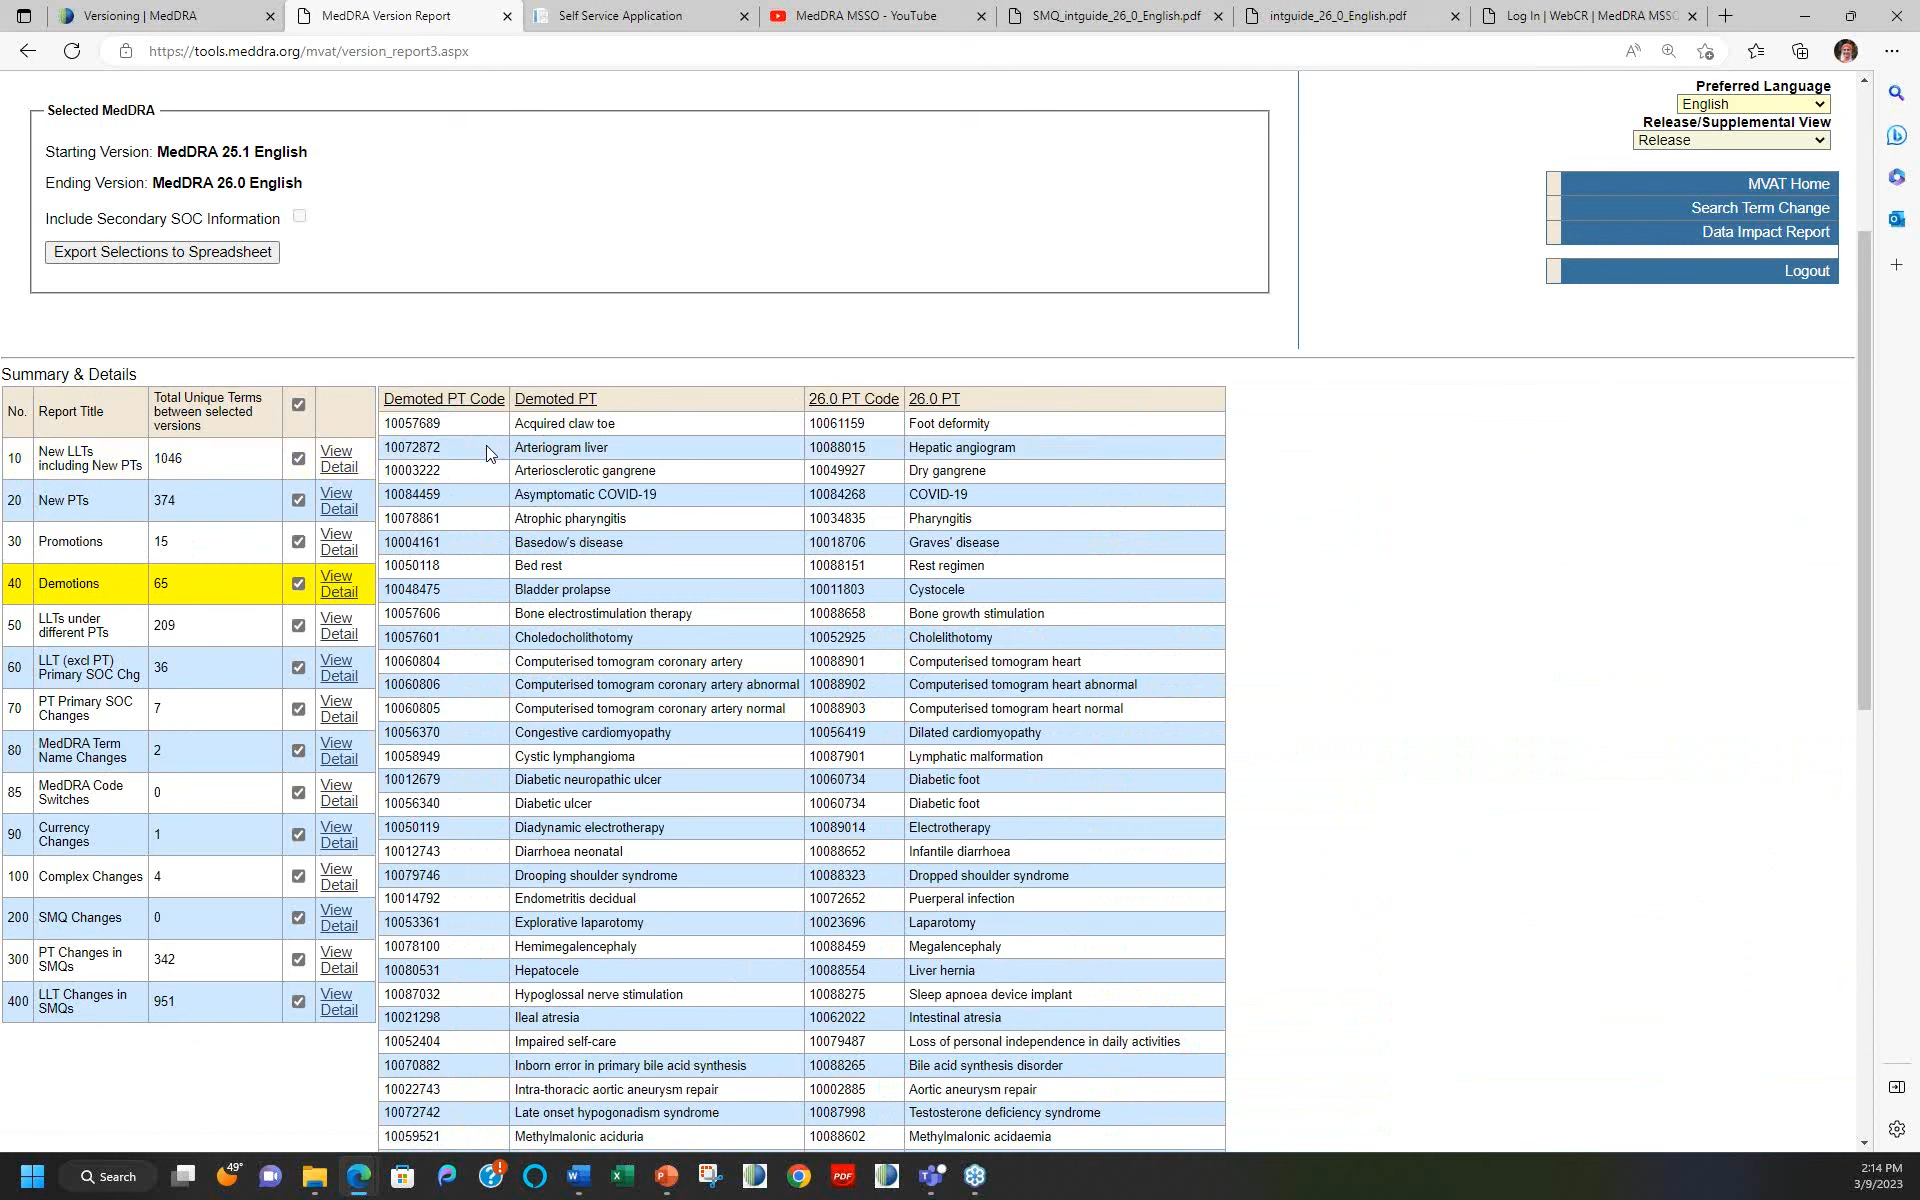 Versioning | MedDRA
MedDRA Version Report
Self Service Application
MedDRA MSSO - YouTube
SMQ_intguide_26_0_English.pdf
intguide_26_0_English.pdf
Log In | WebCR | MedDRA MSSO
https://tools.meddra.org/mvat/version_report3.aspx
Preferred Language
English
Release/Supplemental View
Release
MVAT Home
Search Term Change
Data Impact Report
Logout
Selected MedDRA
Starting Version: MedDRA 25.1 English
Ending Version: MedDRA 26.0 English
Include Secondary SOC Information
Export Selections to Spreadsheet
Summary & Details
No. Report Title Total Unique Terms between selected versions
10 New LLTs including New PTs 1046 View Detail
20 New PTs 374 View Detail
30 Promotions 15 View Detail
40 Demotions 65 View Detail
50 LLTs under different PTs 209 View Detail
60 LLT (excl PT) Primary SOC Chg 36 View Detail
70 PT Primary SOC Changes 7 View Detail
80 MedDRA Term Name Changes 2 View Detail
85 MedDRA Code Switches 0 View Detail
90 Currency Changes 1 View Detail
100 Complex Changes 4 View Detail
200 SMQ Changes 0 View Detail
300 PT Changes in SMQs 342 View Detail
400 LLT Changes in SMQs 951 View Detail
Demoted PT Code Demoted PT 26.0 PT Code 26.0 PT
10057689 Acquired claw toe 10061159 Foot deformity
10072872 Arteriogram liver 10088015 Hepatic angiogram
10003222 Arteriosclerotic gangrene 10049927 Dry gangrene
10084459 Asymptomatic COVID-19 10084268 COVID-19
10078861 Atrophic pharyngitis 10034835 Pharyngitis
10004161 Basedow's disease 10018706 Graves' disease
10050118 Bed rest 10088151 Rest regimen
10048475 Bladder prolapse 10011803 Cystocele
10057606 Bone electrostimulation therapy 10088658 Bone growth stimulation
10057601 Choledocholithotomy 10052925 Cholelithotomy
10060804 Computerised tomogram coronary artery 10088901 Computerised tomogram heart
10060806 Computerised tomogram coronary artery abnormal 10088902 Computerised tomogram heart abnormal
10060805 Computerised tomogram coronary artery normal 10088903 Computerised tomogram heart normal
10056370 Congestive cardiomyopathy 10056419 Dilated cardiomyopathy
10058949 Cystic lymphangioma 10087901 Lymphatic malformation
10012679 Diabetic neuropathic ulcer 10060734 Diabetic foot
10056340 Diabetic ulcer 10060734 Diabetic foot
10050119 Diadynamic electrotherapy 10089014 Electrotherapy
10012743 Diarrhoea neonatal 10088652 Infantile diarrhoea
10079746 Drooping shoulder syndrome 10088323 Dropped shoulder syndrome
10014792 Endometritis decidual 10072652 Puerperal infection
10053361 Explorative laparotomy 10023696 Laparotomy
10078100 Hemimegalencephaly 10088459 Megalencephaly
10080531 Hepatocele 10088554 Liver hernia
10087032 Hypoglossal nerve stimulation 10088275 Sleep apnoea device implant
10021298 Ileal atresia 10062022 Intestinal atresia
10052404 Impaired self-care 10079487 Loss of personal independence in daily activities
10070882 Inborn error in primary bile acid synthesis 10088265 Bile acid synthesis disorder
10022743 Intra-thoracic aortic aneurysm repair 10002885 Aortic aneurysm repair
10072742 Late onset hypogonadism syndrome 10087998 Testosterone deficiency syndrome
10059521 Methylmalonic aciduria 10088602 Methylmalonic acidaemia
Search
49°
PDF
2:14 PM
3/9/2023